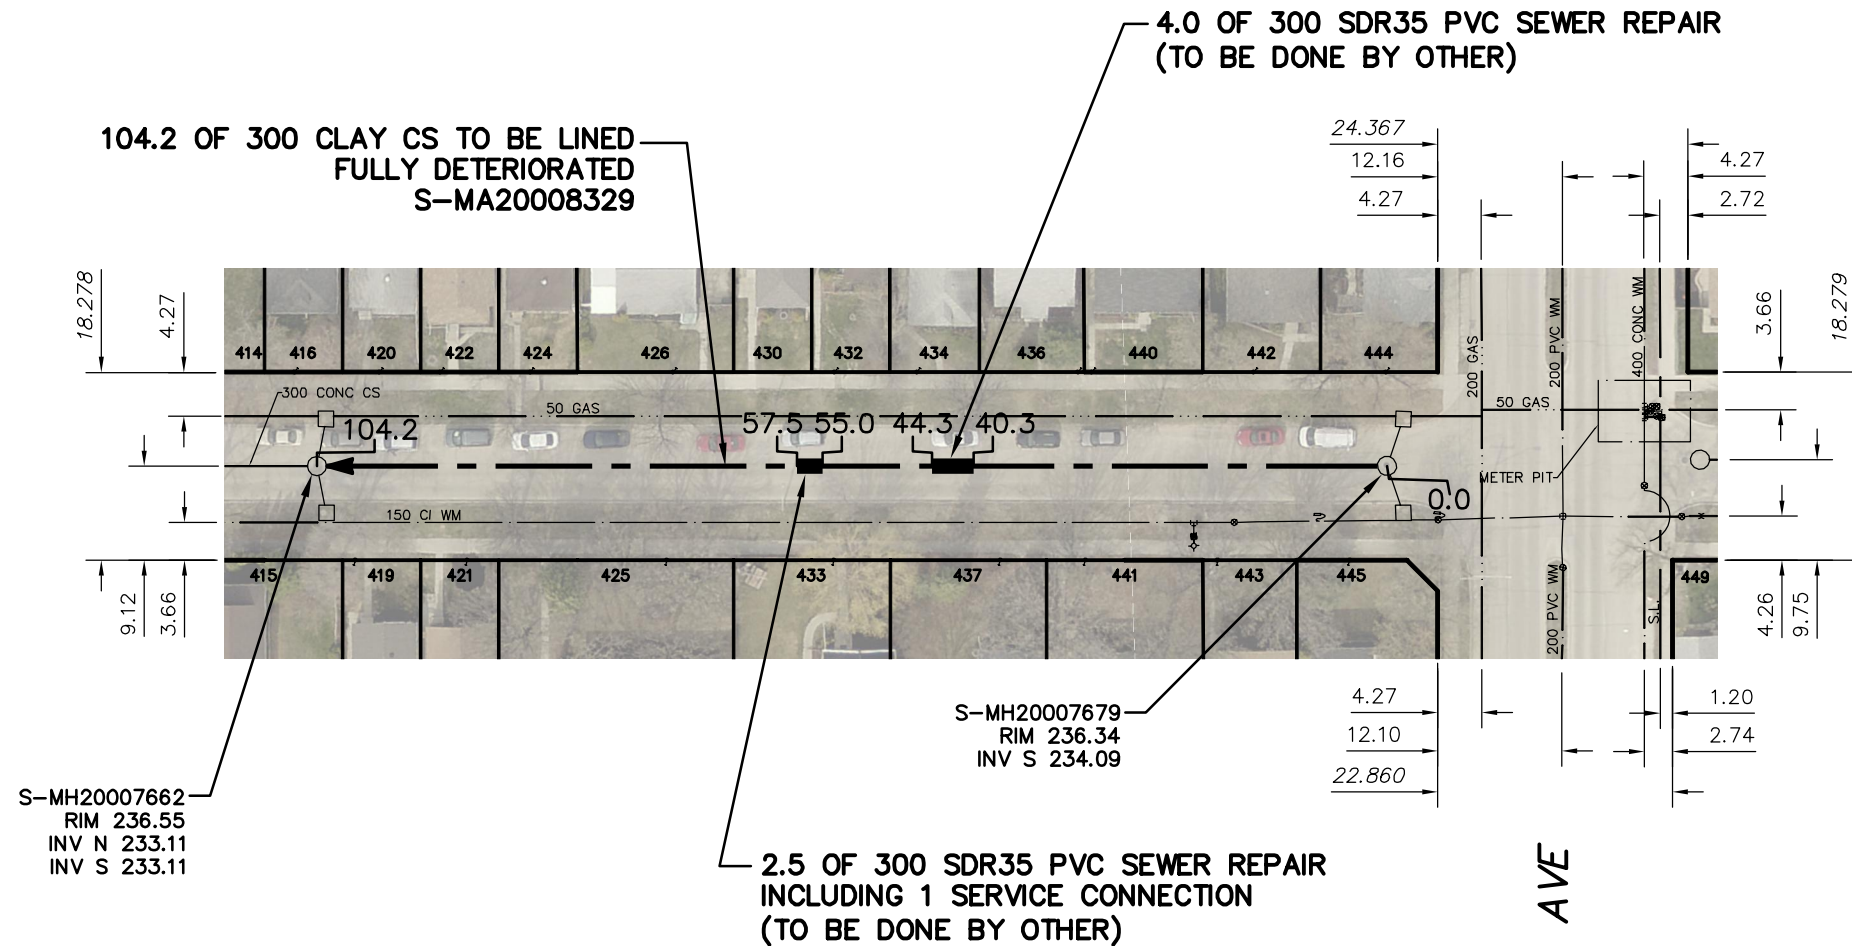 4.0 OF 300 SDR35 PVC SEWER REPAIR
(TO BE DONE BY OTHER)
104.2 OF 300 CLAY CS TO BE LINED
FULLY DETERIORATED
S-MA20008329
24.367
12.16
4.27
4.27
2.72
18.278
4.27
3.66
18.279
414 416 420 422 424 426 430 432 434 436 440 442 444
200 GAS
200 PVC WM
400 CONC WM
300 CONC CS
50 GAS
50 GAS
104.2
57.5 55.0 44.3 40.3
0.0
METER PIT
150 CI WM
415 419 421 425 433 437 441 443 445 449
200 PVC WM
S.L.
9.12
3.66
4.26
9.75
S-MH20007679
RIM 236.34
INV S 234.09
4.27
12.10
22.860
1.20
2.74
S-MH20007662
RIM 236.55
INV N 233.11
INV S 233.11
2.5 OF 300 SDR35 PVC SEWER REPAIR
INCLUDING 1 SERVICE CONNECTION
(TO BE DONE BY OTHER)
AVE